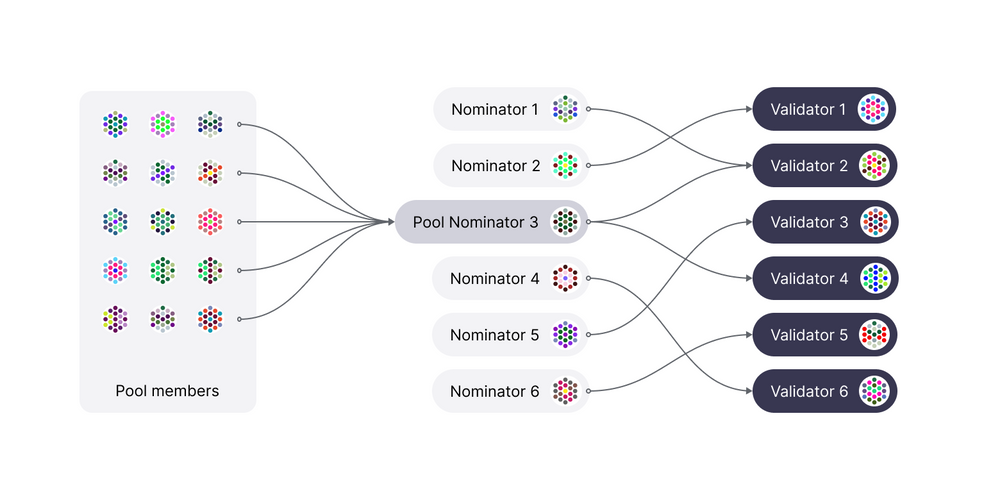 Pool members
Nominator 1
Nominator 2
Pool Nominator 3
Nominator 4
Nominator 5
Nominator 6
Validator 1
Validator 2
Validator 3
Validator 4
Validator 5
Validator 6